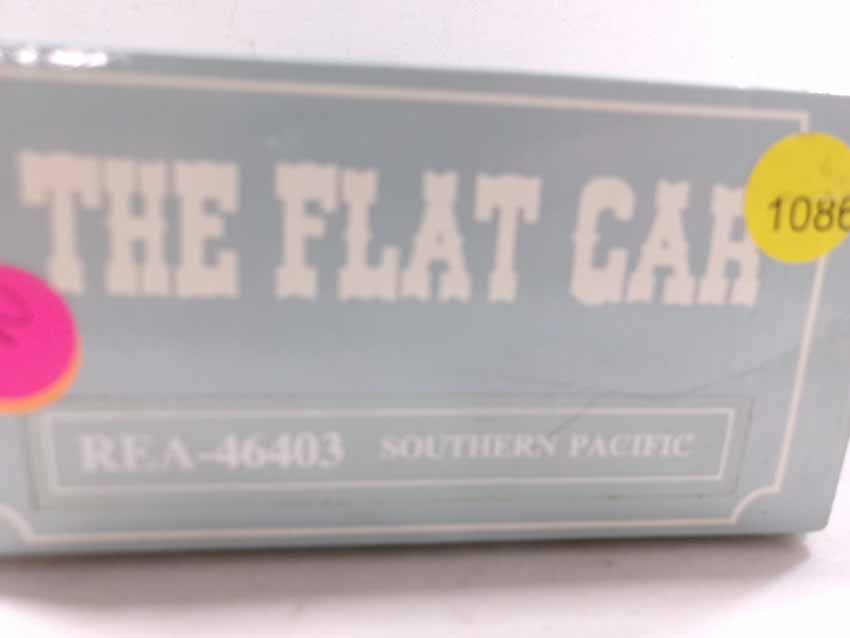 THE FLAT CAR
1086
REA-46403 SOUTHERN PACIFIC